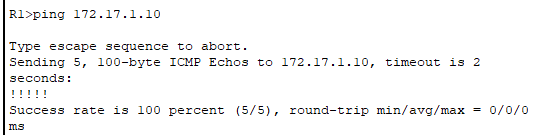 R1>ping 172.17.1.10
Type escape sequence to abort.
Sending 5, 100-byte ICMP Echos to 172.17.1.10, timeout is 2
seconds:
!!!!!
Success rate is 100 percent (5/5), round-trip min/avg/max = 0/0/0
ms